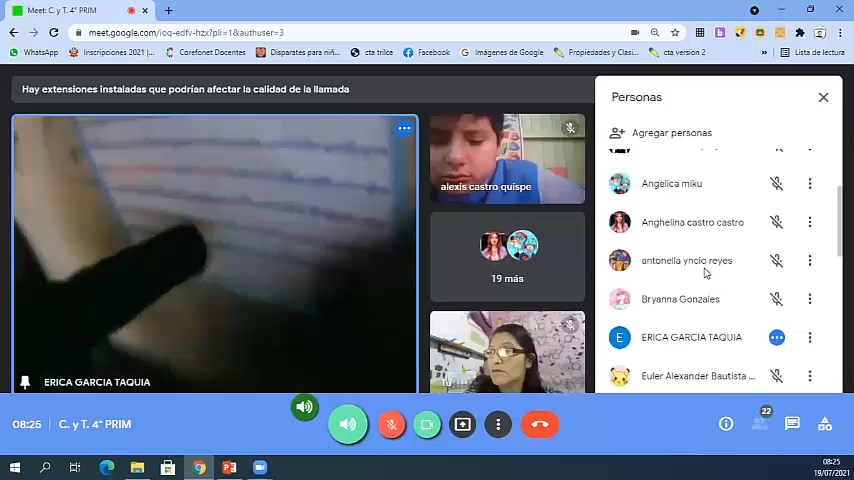 Meet: C. y T. 4° PRIM
meet.google.com/ioq-edfv-hzx?pli=1&authuser=3
WhatsApp
Inscripciones 2021 |...
Corefonet Docentes
Disparates para niñ...
cta trilce
Facebook
Imágenes de Google
Propiedades y Clasi...
cta version 2
»
Lista de lectura
Hay extensiones instaladas que podrían afectar la calidad de la llamada
Personas
Agregar personas
alexis castro quispe
Angelica miku
Anghelina castro castro
antonella yncio reyes
19 más
Bryanna Gonzales
E
ERICA GARCIA TAQUIA
Euler Alexander Bautista ...
ERICA GARCIA TAQUIA
Tú
08:25
C. y T. 4° PRIM
22
08:25
19/07/2021